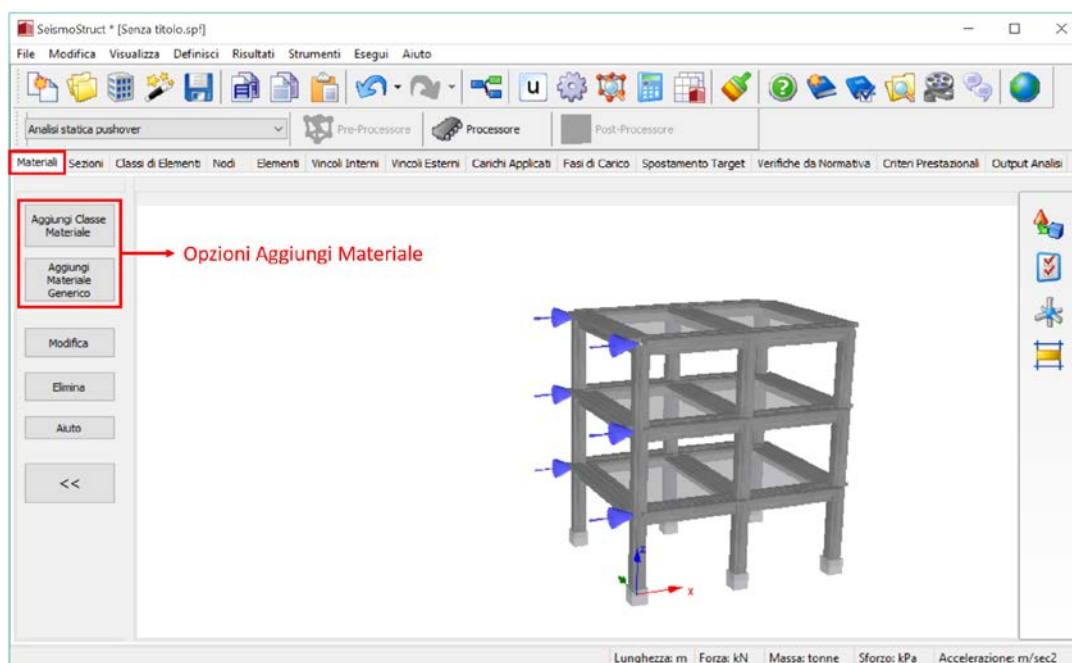 SeismoStruct * [Senza titolo.spf]
File Modifica Visualizza Definisci Risultati Strumenti Esegui Aiuto
u
Analisi statica pushover Pre-Processore Processore Post-Processore
Materiali Sezioni Classi di Elementi Nodi Elementi Vincoli Interni Vincoli Esterni Carichi Applicati Fasi di Carico Spostamento Target Verifiche da Normativa Criteri Prestazionali Output Analisi
Aggiungi Classe
Materiale
Opzioni Aggiungi Materiale
Aggiungi
Materiale
Generico
Modifica
Elimina
Aiuto
<<
z
x
Lunghezza: m Forza: kN Massa: tonne Sforzo: kPa Accelerazione: m/sec2